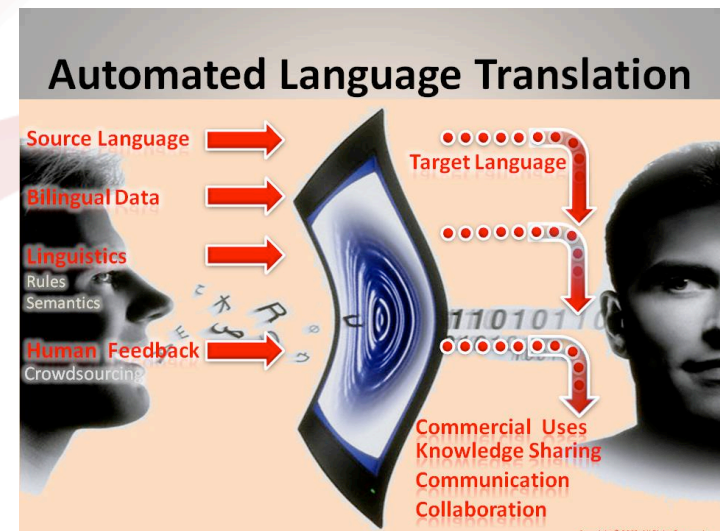 Automated Language Translation
Source Language
Target Language
Bilingual Data
Linguistics
Rules
Semantics
Human Feedback
Crowdsourcing
1101011
Commercial Uses
Knowledge Sharing
Communication
Collaboration